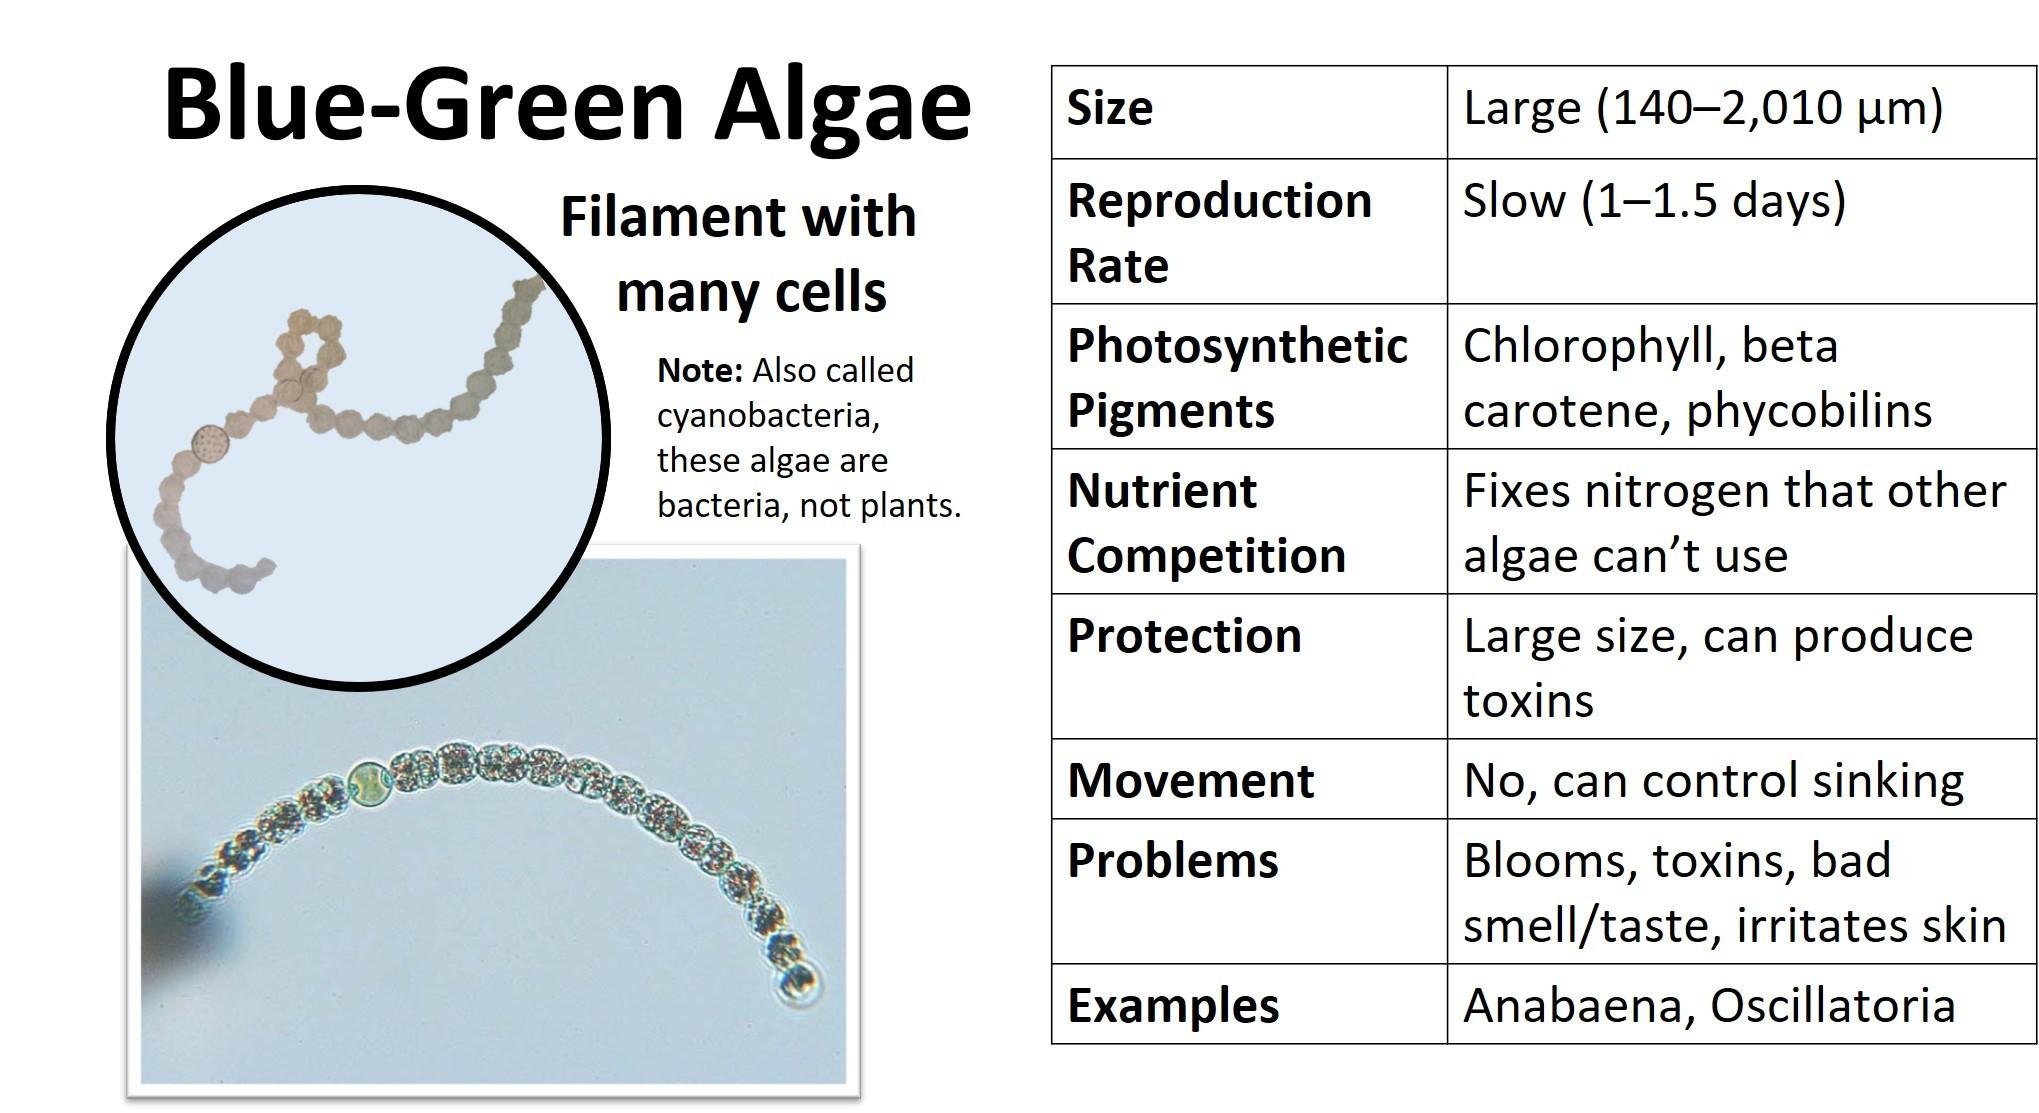 Blue-Green Algae
Filament with
many cells
Note: Also called
cyanobacteria,
these algae are
bacteria, not plants.
Size
Large (140–2,010 µm)
Reproduction
Rate
Slow (1–1.5 days)
Photosynthetic
Pigments
Chlorophyll, beta
carotene, phycobilins
Nutrient
Competition
Fixes nitrogen that other
algae can’t use
Protection
Large size, can produce
toxins
Movement
No, can control sinking
Problems
Blooms, toxins, bad
smell/taste, irritates skin
Examples
Anabaena, Oscillatoria